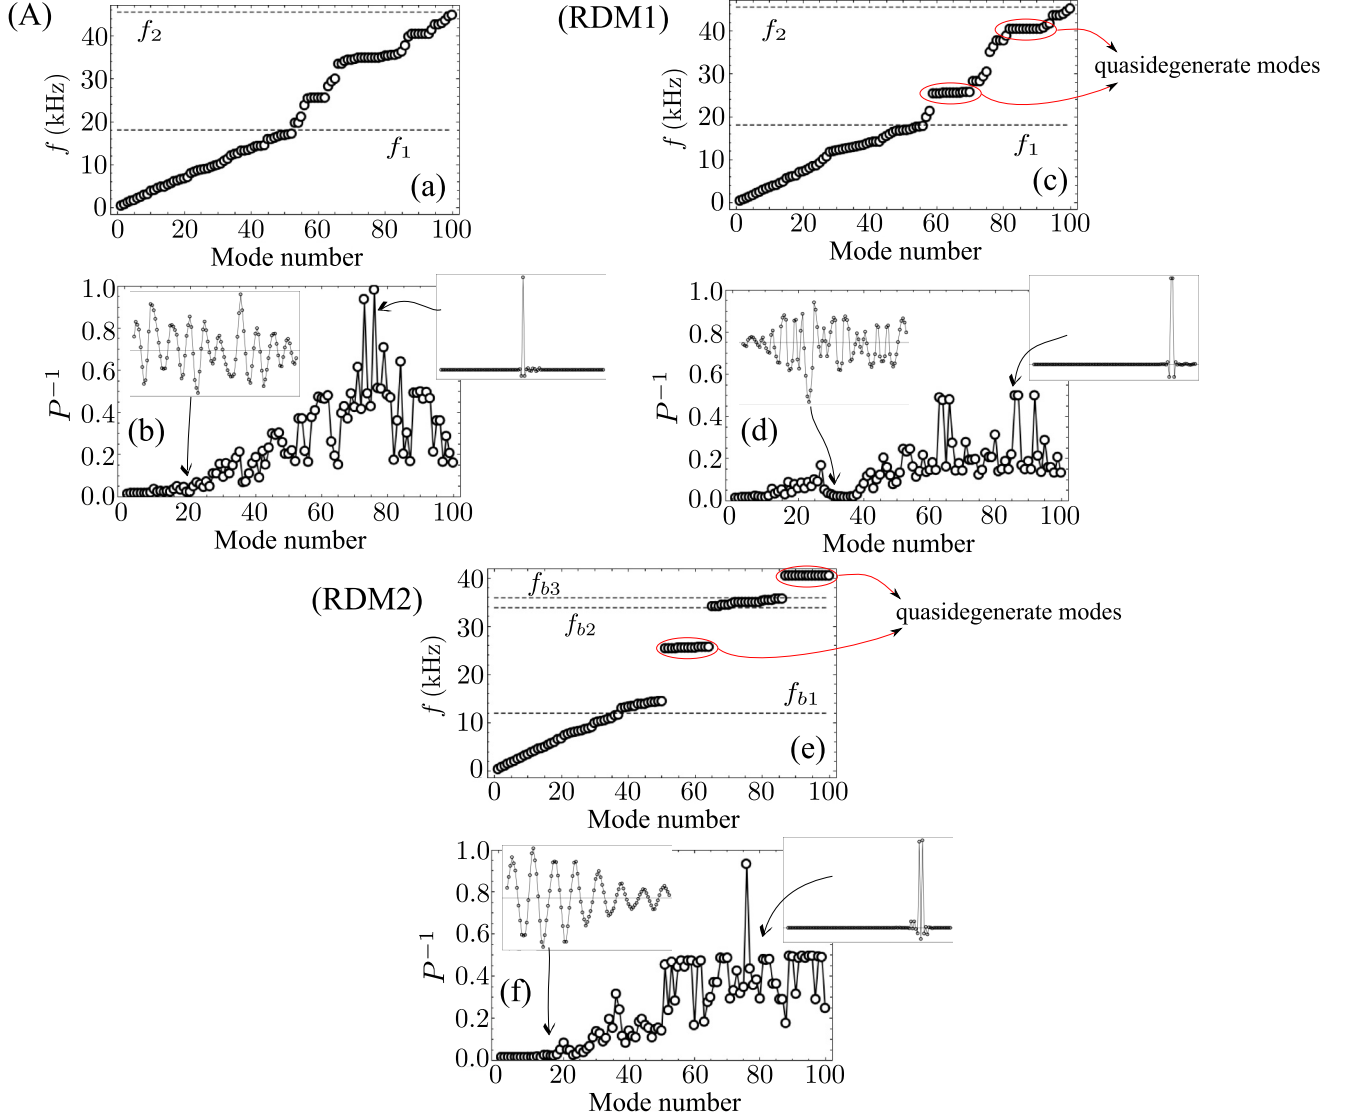 (A)
f2
40
30
20
10
0
f (kHz)
f1
(a)
0 20 40 60 80 100
Mode number
(RDM1)
f2
40
30
20
10
0
f (kHz)
f1
(c)
0 20 40 60 80 100
Mode number
quasidegenerate modes
1.0
0.8
0.6
0.4
0.2
0.0
P⁻¹
(b)
0 20 40 60 80 100
Mode number
1.0
0.8
0.6
0.4
0.2
0.0
P⁻¹
(d)
0 20 40 60 80 100
Mode number
(RDM2)
40
30
20
10
0
f (kHz)
fb3
fb2
fb1
(e)
0 20 40 60 80 100
Mode number
quasidegenerate modes
1.0
0.8
0.6
0.4
0.2
0.0
P⁻¹
(f)
0 20 40 60 80 100
Mode number